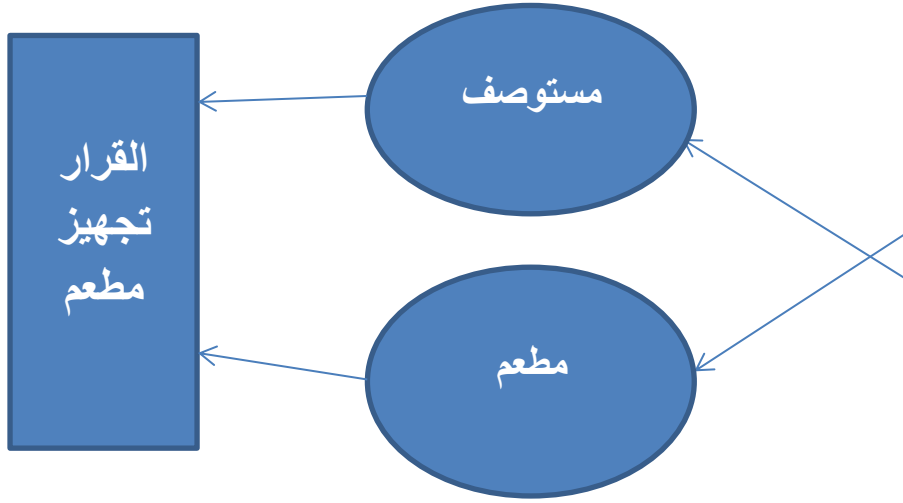 مستوصف
مطعم
القرار
تجهيز
مطعم